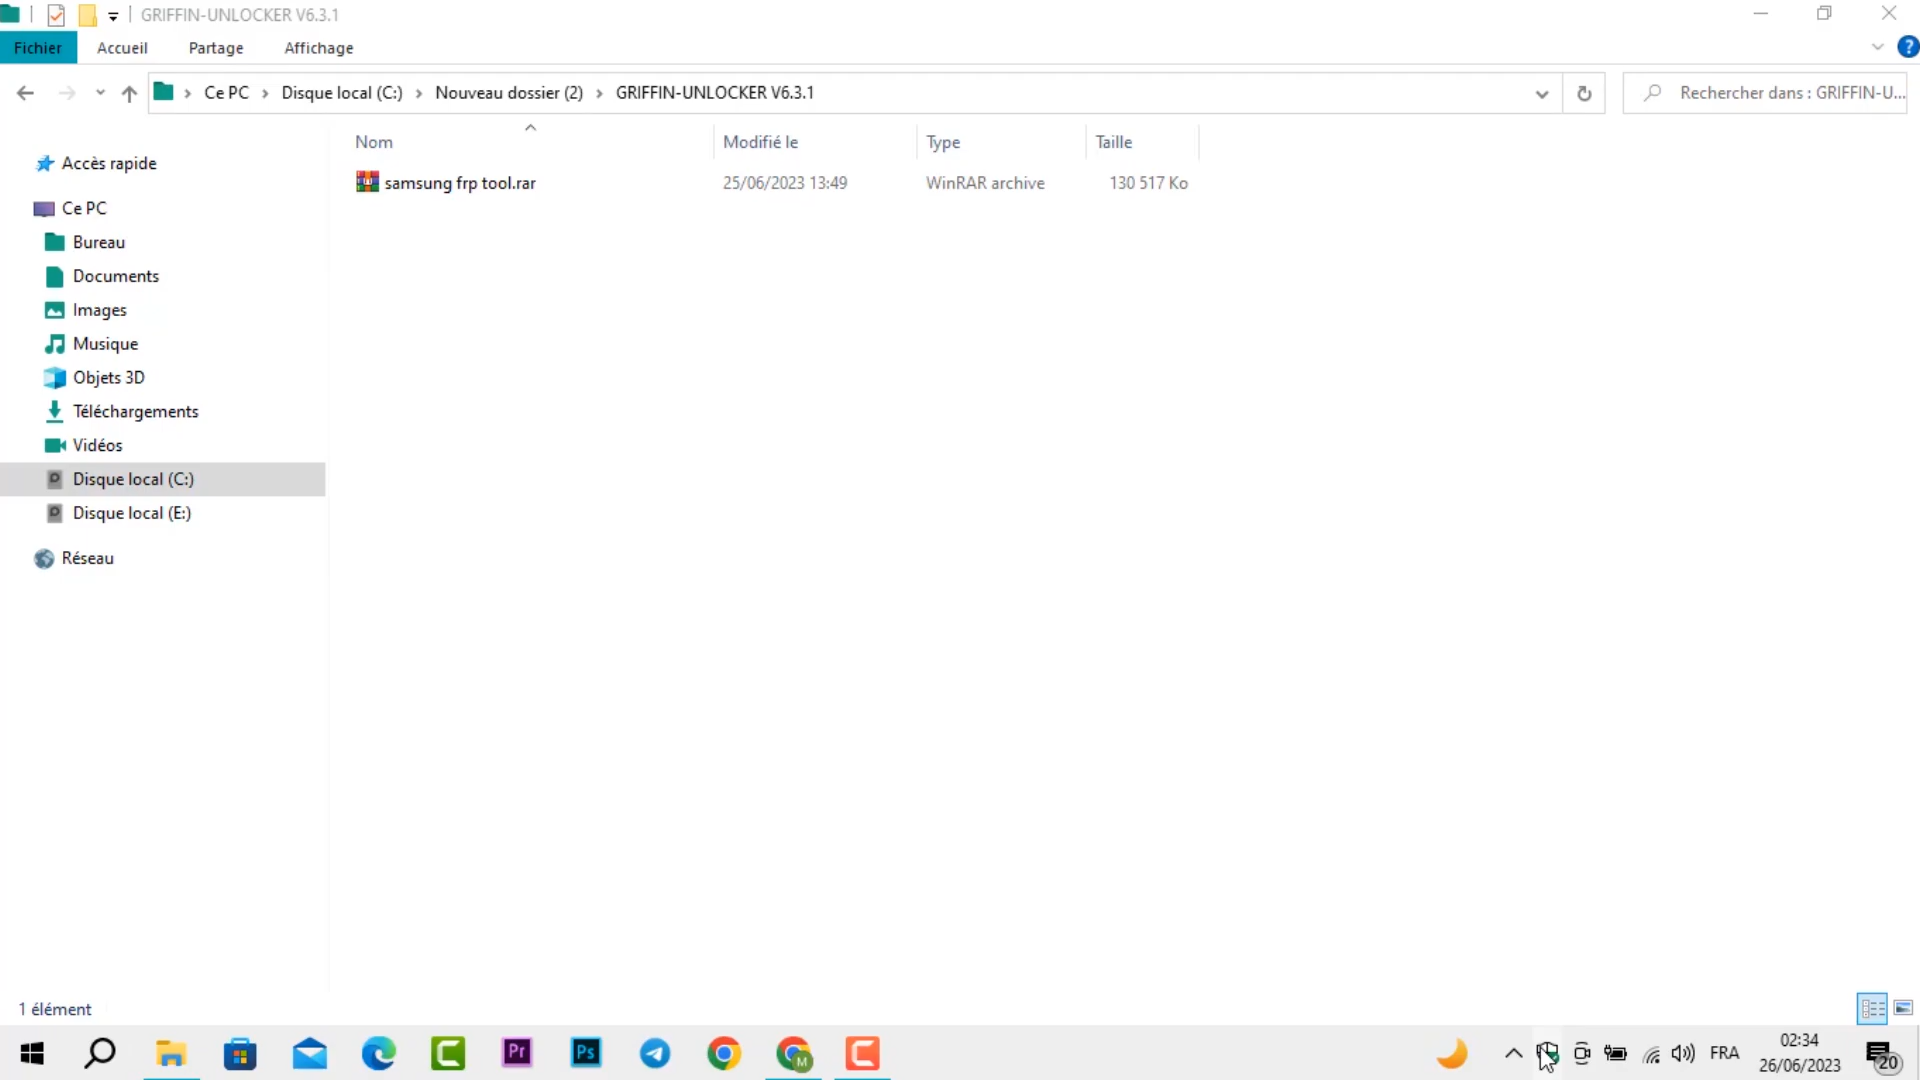 GRIFFIN-UNLOCKER V6.3.1
Fichier Accueil Partage Affichage
Ce PC Disque local (C:) Nouveau dossier (2) GRIFFIN-UNLOCKER V6.3.1
Rechercher dans : GRIFFIN-U...
Nom Modifié le Type Taille
samsung frp tool.rar 25/06/2023 13:49 WinRAR archive 130 517 Ko
Accès rapide
Ce PC
Bureau
Documents
Images
Musique
Objets 3D
Téléchargements
Vidéos
Disque local (C:)
Disque local (E:)
Réseau
1 élément
Pr
Ps
M
FRA
02:34
26/06/2023
20